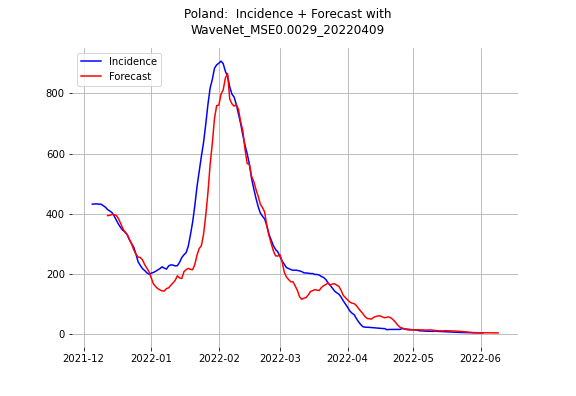 Poland:  Incidence + Forecast with
WaveNet_MSE0.0029_20220409
Incidence
Forecast
800
600
400
200
0
2021-12 2022-01 2022-02 2022-03 2022-04 2022-05 2022-06